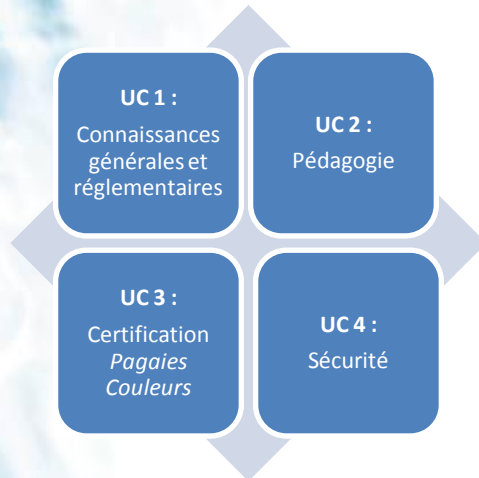 UC 1 :
Connaissances
générales et
réglementaires
UC 2 :
Pédagogie
UC 3 :
Certification
Pagaies
Couleurs
UC 4 :
Sécurité